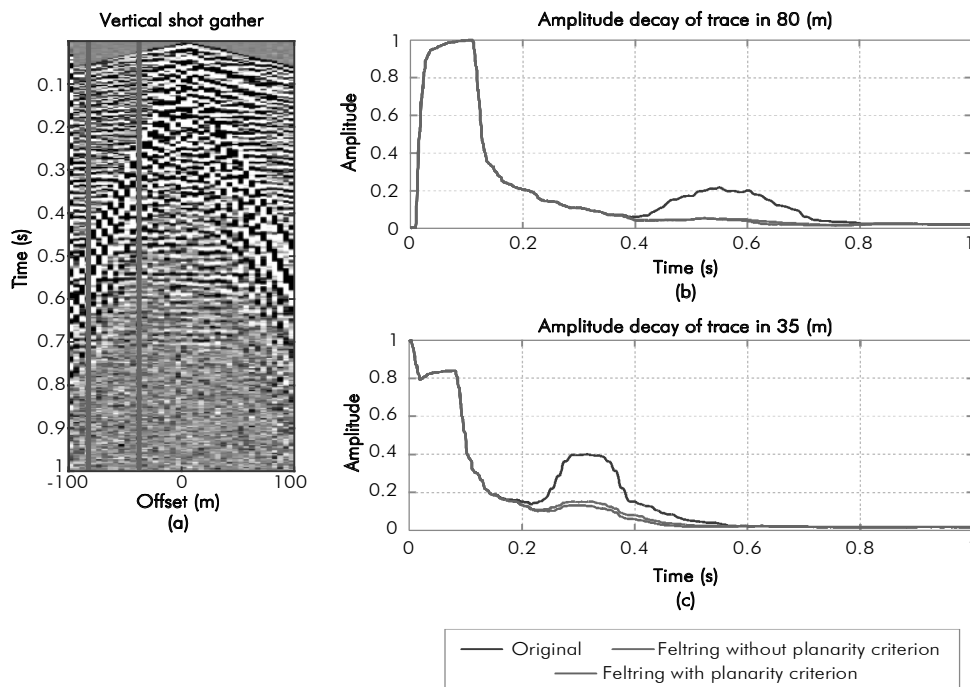 Vertical shot gather
0.1
0.2
0.3
0.4
0.5
0.6
0.7
0.8
0.9
1
Time (s)
-100 0 100
Offset (m)
(a)
Amplitude decay of trace in 80 (m)
1
0.8
0.6
0.4
0.2
0
Amplitude
0 0.2 0.4 0.6 0.8 1
Time (s)
(b)
Amplitude decay of trace in 35 (m)
1
0.8
0.6
0.4
0.2
0
Amplitude
0 0.2 0.4 0.6 0.8 1
Time (s)
(c)
Original Feltring without planarity criterion
Feltring with planarity criterion